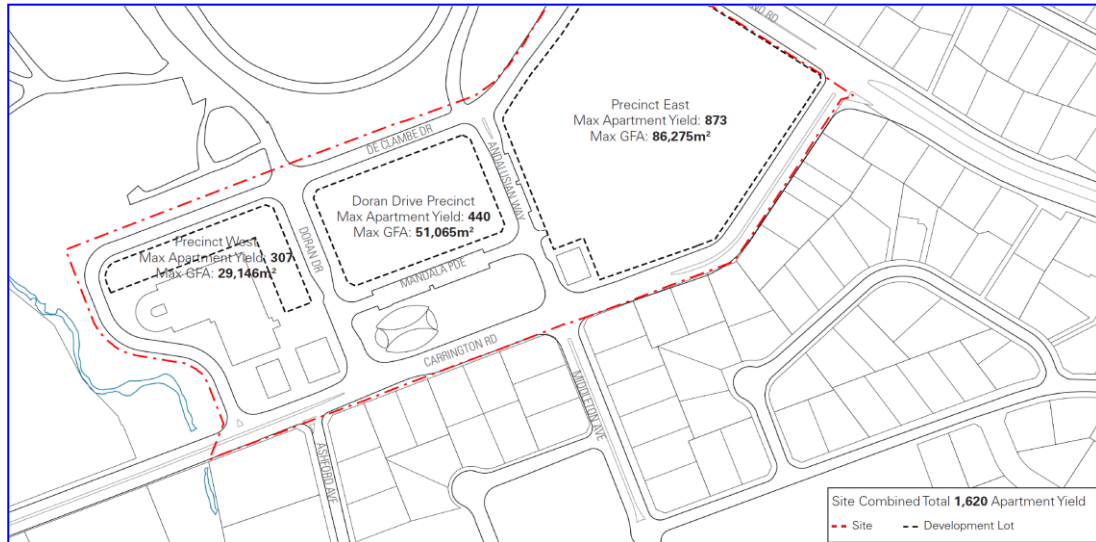 ND RD
Precinct East
Max Apartment Yield: 873
Max GFA: 86,275m²
DE CLAMBE DR
ANDALUSIAN WAY
Doran Drive Precinct
Max Apartment Yield: 440
Max GFA: 51,065m²
Precinct West
Max Apartment Yield: 307
Max GFA: 29,146m²
DORAN DR
MANDALA PDE
CARRINGTON RD
MIDDLETON AVE
ASHFORD AVE
Site Combined Total 1,620 Apartment Yield
Site
Development Lot